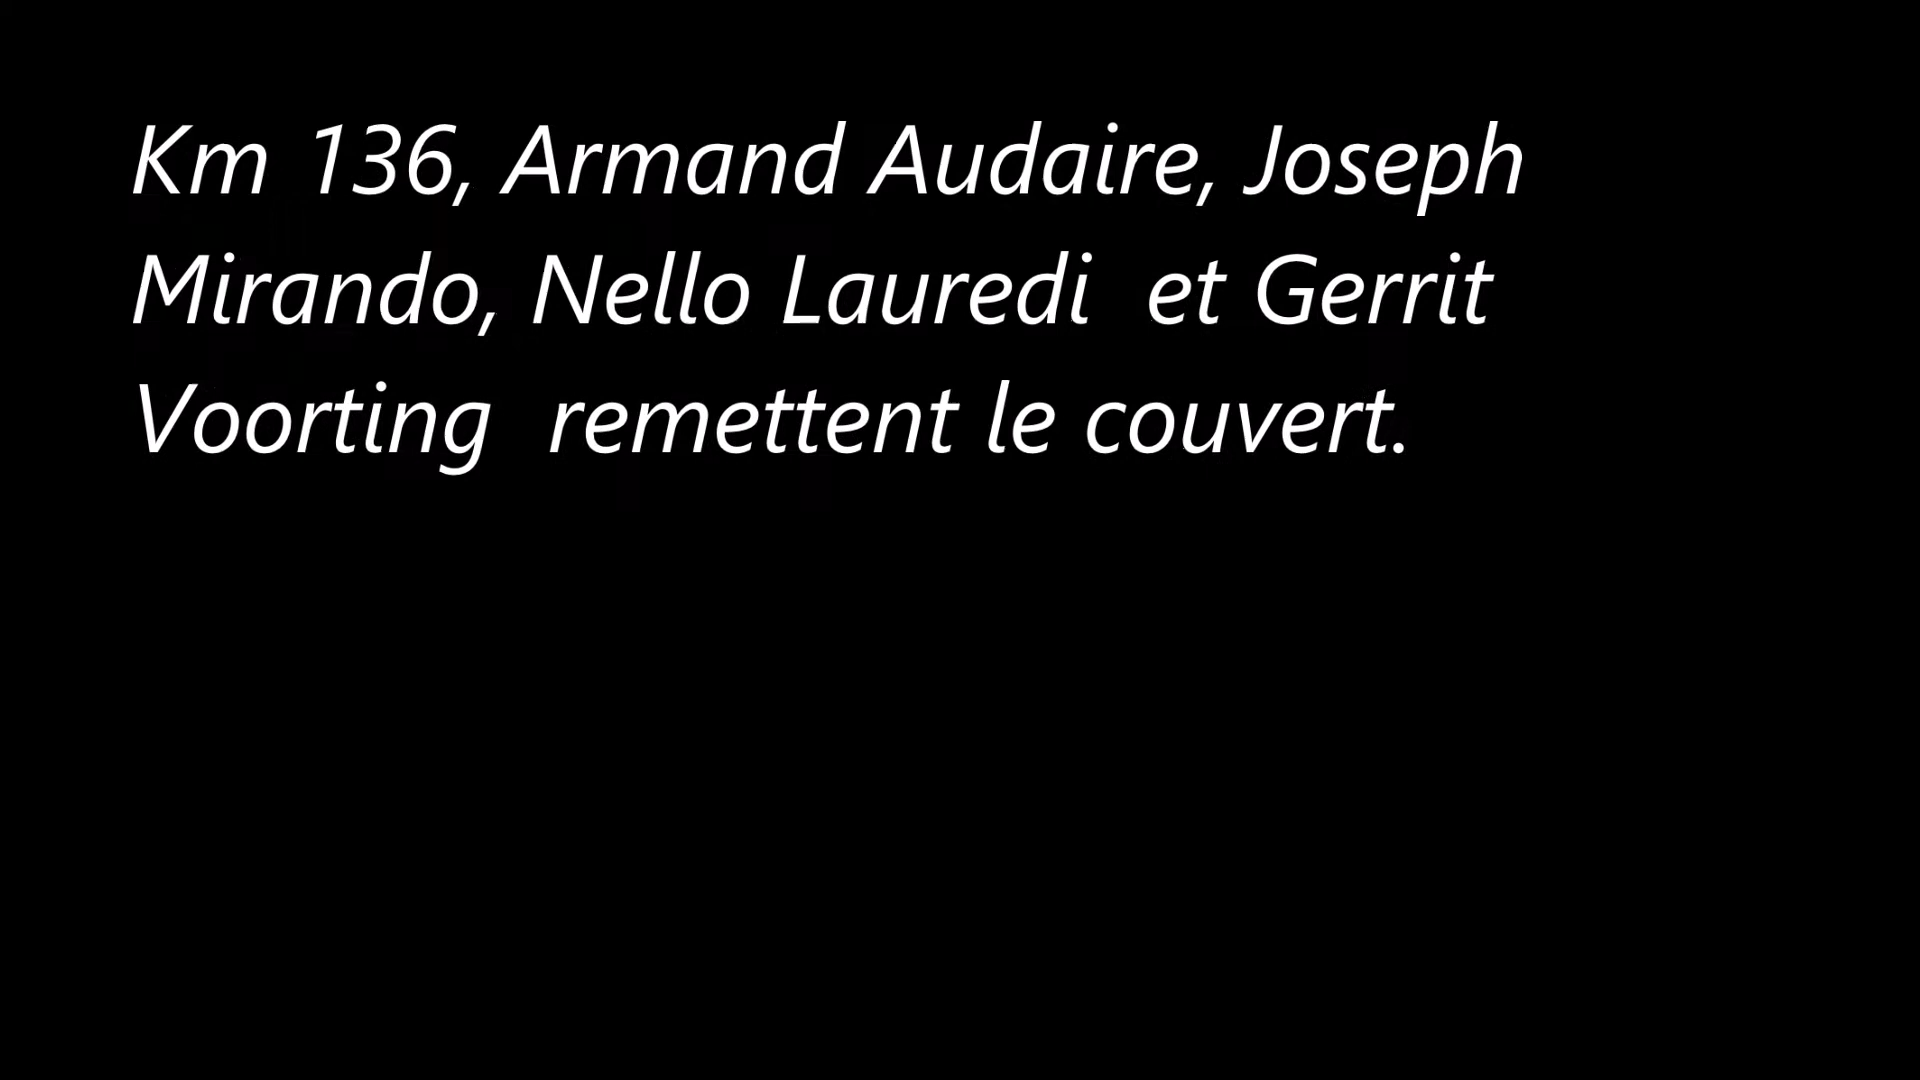 Km 136, Armand Audaire, Joseph
Mirando, Nello Lauredi  et Gerrit
Voorting  remettent le couvert.